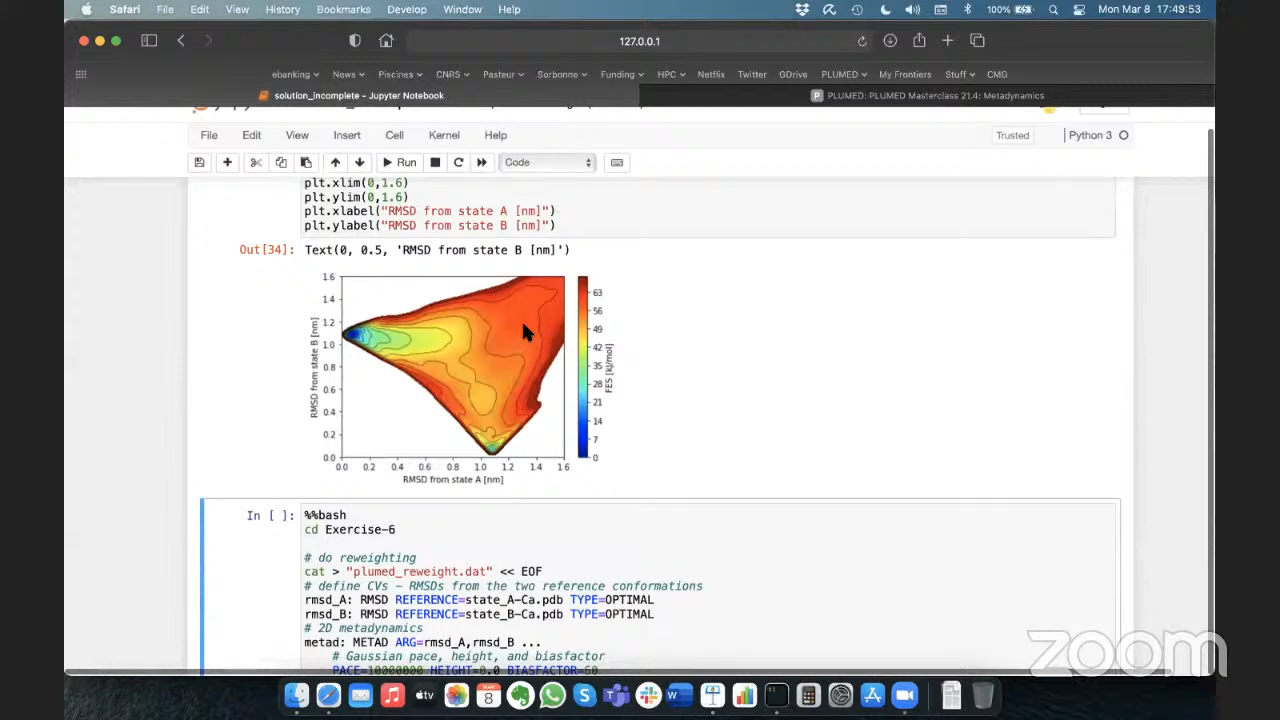 Safari File Edit View History Bookmarks Develop Window Help 100% Mon Mar 8 17:49:53
127.0.0.1
ebanking News Piscines CNRS Pasteur Sorbonne Funding HPC Netflix Twitter GDrive PLUMED My Frontiers Stuff CMG
solution_incomplete - Jupyter Notebook
P PLUMED: PLUMED Masterclass 21.4: Metadynamics
File Edit View Insert Cell Kernel Help Trusted Python 3
Run Code
plt.xlim(0,1.6)
plt.ylim(0,1.6)
plt.xlabel("RMSD from state A [nm]")
plt.ylabel("RMSD from state B [nm]")
Out[34]: Text(0, 0.5, 'RMSD from state B [nm]')
1.6
1.4
1.2
1.0
0.8
0.6
0.4
0.2
0.0
RMSD from state B [nm]
0.0 0.2 0.4 0.6 0.8 1.0 1.2 1.4 1.6
RMSD from state A [nm]
63
56
49
42
35
28
21
14
7
0
FES [kJ/mol]
In [ ]: %%bash
cd Exercise-6
# do reweighting
cat > "plumed_reweight.dat" << EOF
# define CVs - RMSDs from the two reference conformations
rmsd_A: RMSD REFERENCE=state_A-Ca.pdb TYPE=OPTIMAL
rmsd_B: RMSD REFERENCE=state_B-Ca.pdb TYPE=OPTIMAL
# 2D metadynamics
metad: METAD ARG=rmsd_A,rmsd_B ...
# Gaussian pace, height, and biasfactor
PACE=10000000 HEIGHT=0.0 BIASFACTOR=60
zoom
tv
MAR
8